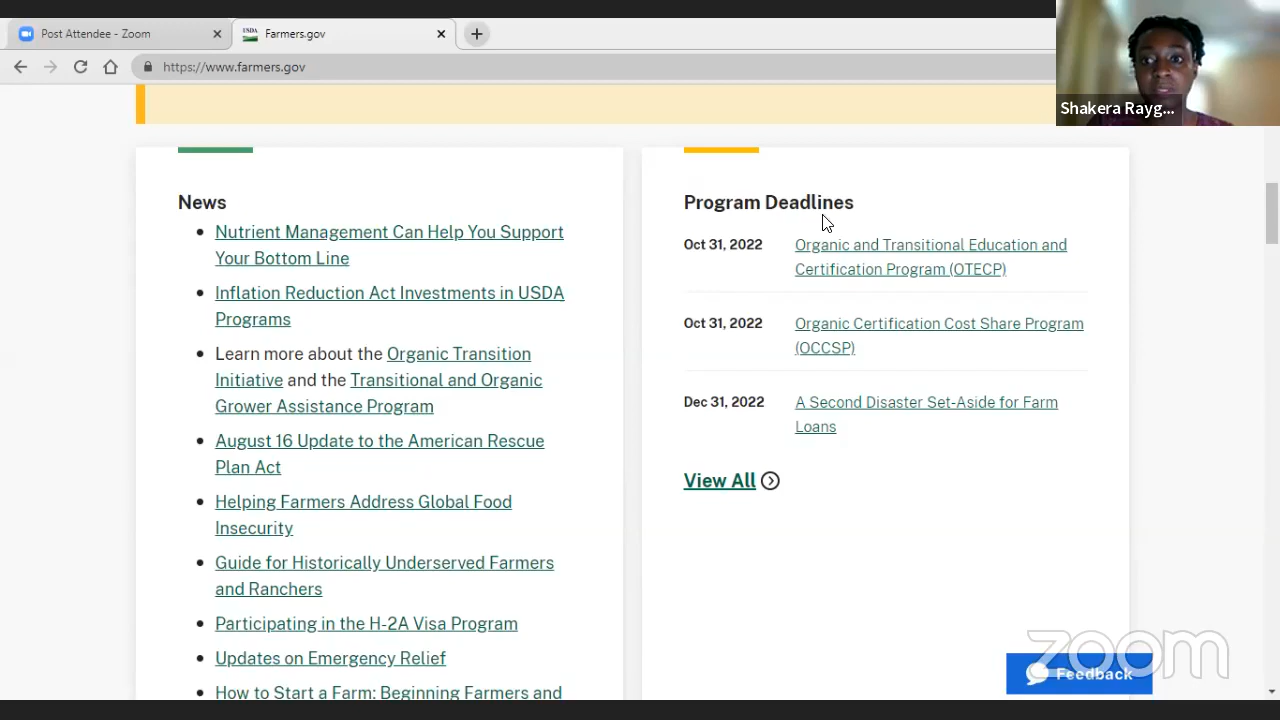 Post Attendee - Zoom
USDA
Farmers.gov
https://www.farmers.gov
Shakera Rayg...
News
Nutrient Management Can Help You Support
Your Bottom Line
Inflation Reduction Act Investments in USDA
Programs
Learn more about the Organic Transition
Initiative and the Transitional and Organic
Grower Assistance Program
August 16 Update to the American Rescue
Plan Act
Helping Farmers Address Global Food
Insecurity
Guide for Historically Underserved Farmers
and Ranchers
Participating in the H-2A Visa Program
Updates on Emergency Relief
How to Start a Farm: Beginning Farmers and
Program Deadlines
Oct 31, 2022 Organic and Transitional Education and
Certification Program (OTECP)
Oct 31, 2022 Organic Certification Cost Share Program
(OCCSP)
Dec 31, 2022 A Second Disaster Set-Aside for Farm
Loans
View All
zoom
Feedback